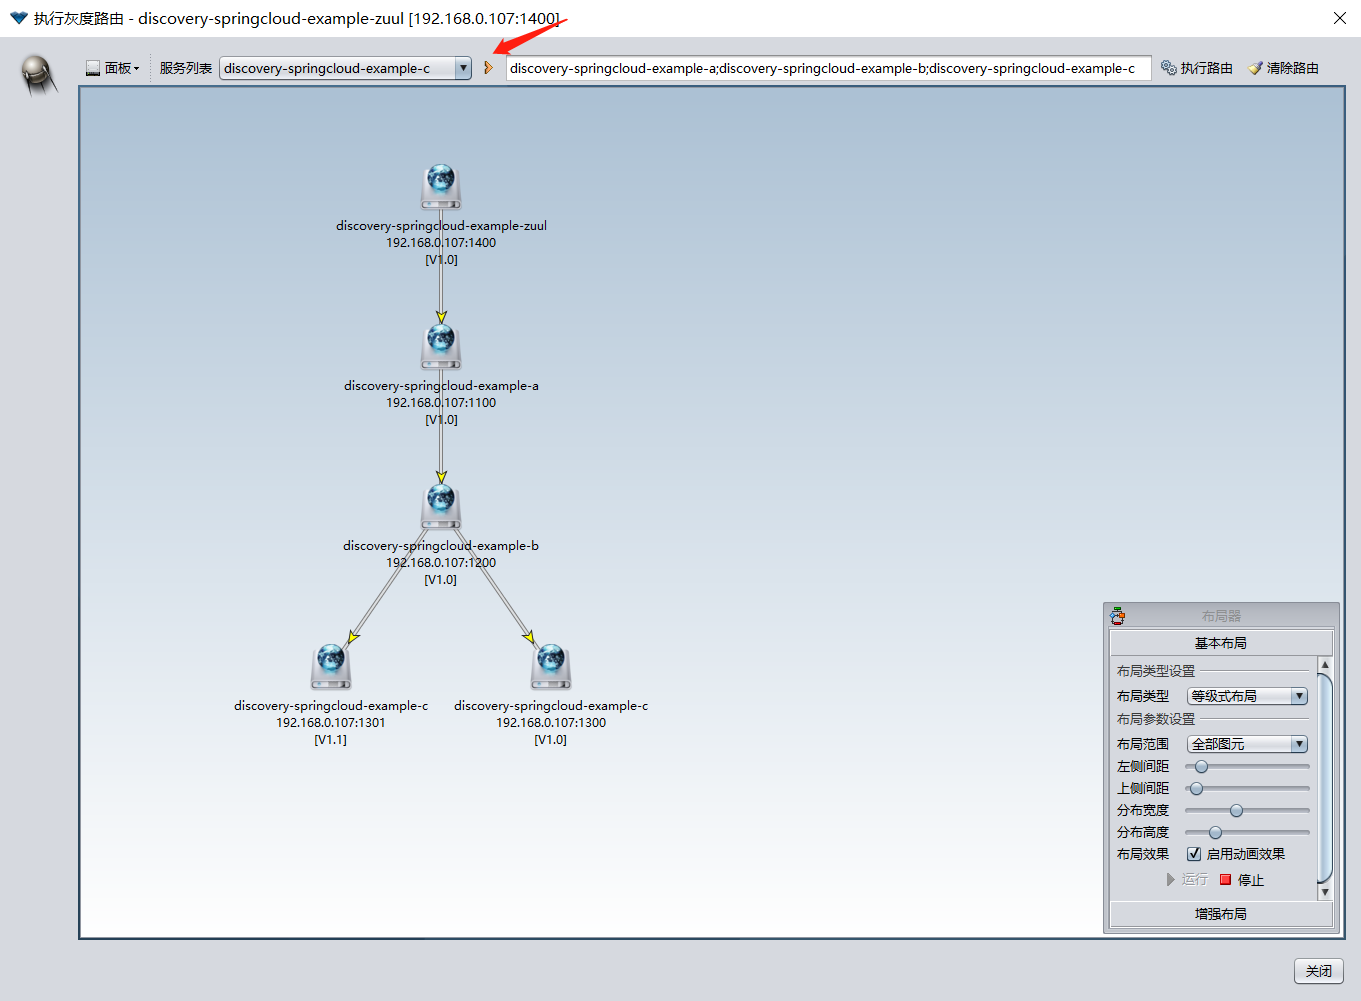 执行灰度路由 - discovery-springcloud-example-zuul [192.168.0.107:1400]
面板 服务列表 discovery-springcloud-example-c discovery-springcloud-example-a;discovery-springcloud-example-b;discovery-springcloud-example-c 执行路由 清除路由
discovery-springcloud-example-zuul
192.168.0.107:1400
[V1.0]
discovery-springcloud-example-a
192.168.0.107:1100
[V1.0]
discovery-springcloud-example-b
192.168.0.107:1200
[V1.0]
discovery-springcloud-example-c
192.168.0.107:1301
[V1.1]
discovery-springcloud-example-c
192.168.0.107:1300
[V1.0]
布局器
基本布局
布局类型设置
布局类型 等级式布局
布局参数设置
布局范围 全部图元
左侧间距
上侧间距
分布宽度
分布高度
布局效果 启用动画效果
运行 停止
增强布局
关闭